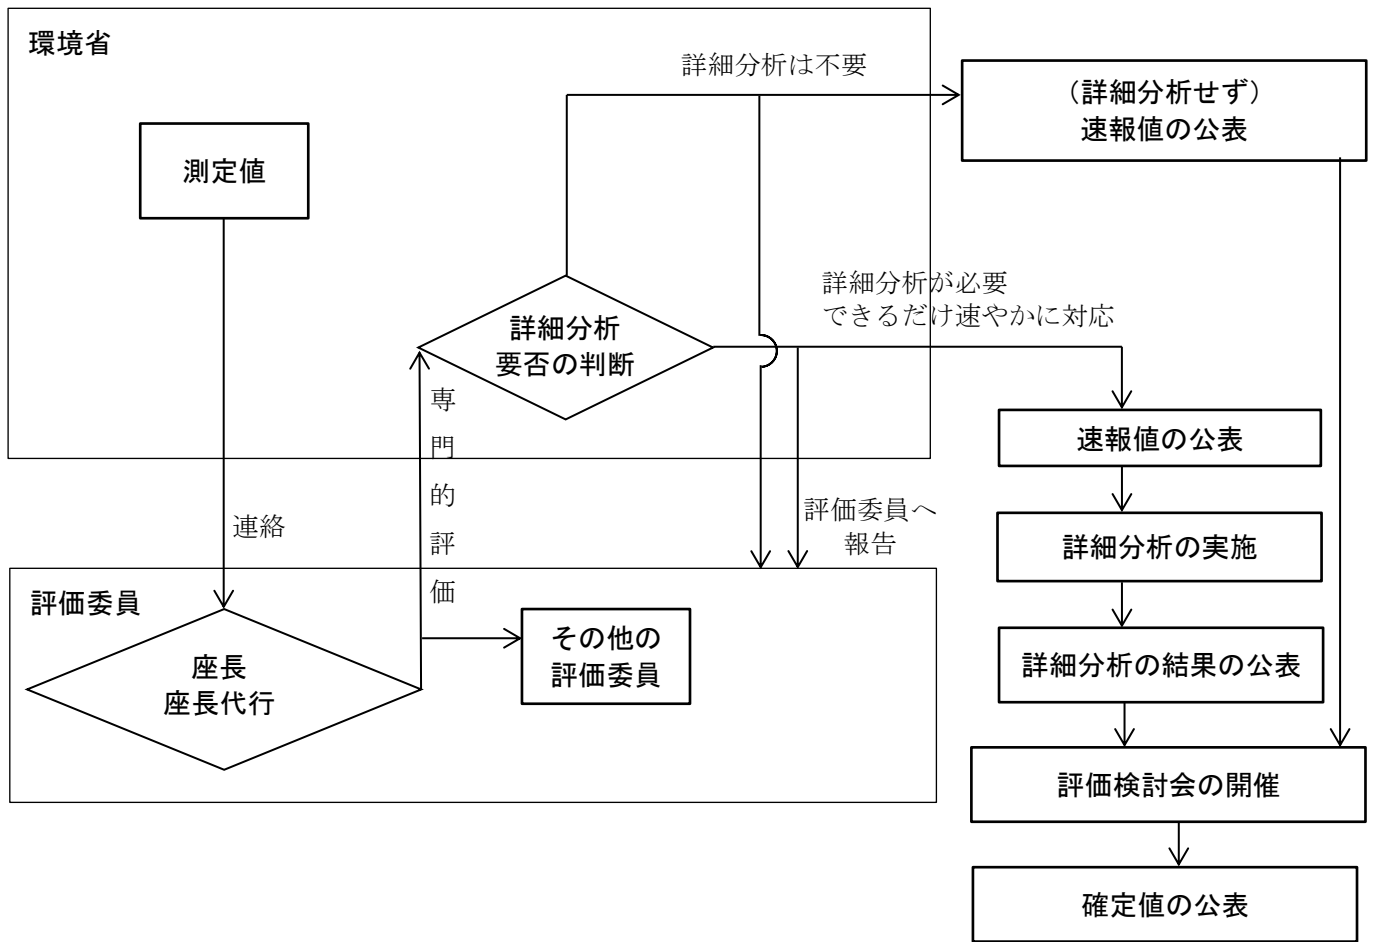 環境省
詳細分析は不要
（詳細分析せず）
速報値の公表
測定値
詳細分析が必要
できるだけ速やかに対応
詳細分析
要否の判断
専門的評価
速報値の公表
連絡
評価委員へ
報告
詳細分析の実施
評価委員
座長
座長代行
その他の
評価委員
詳細分析の結果の公表
評価検討会の開催
確定値の公表